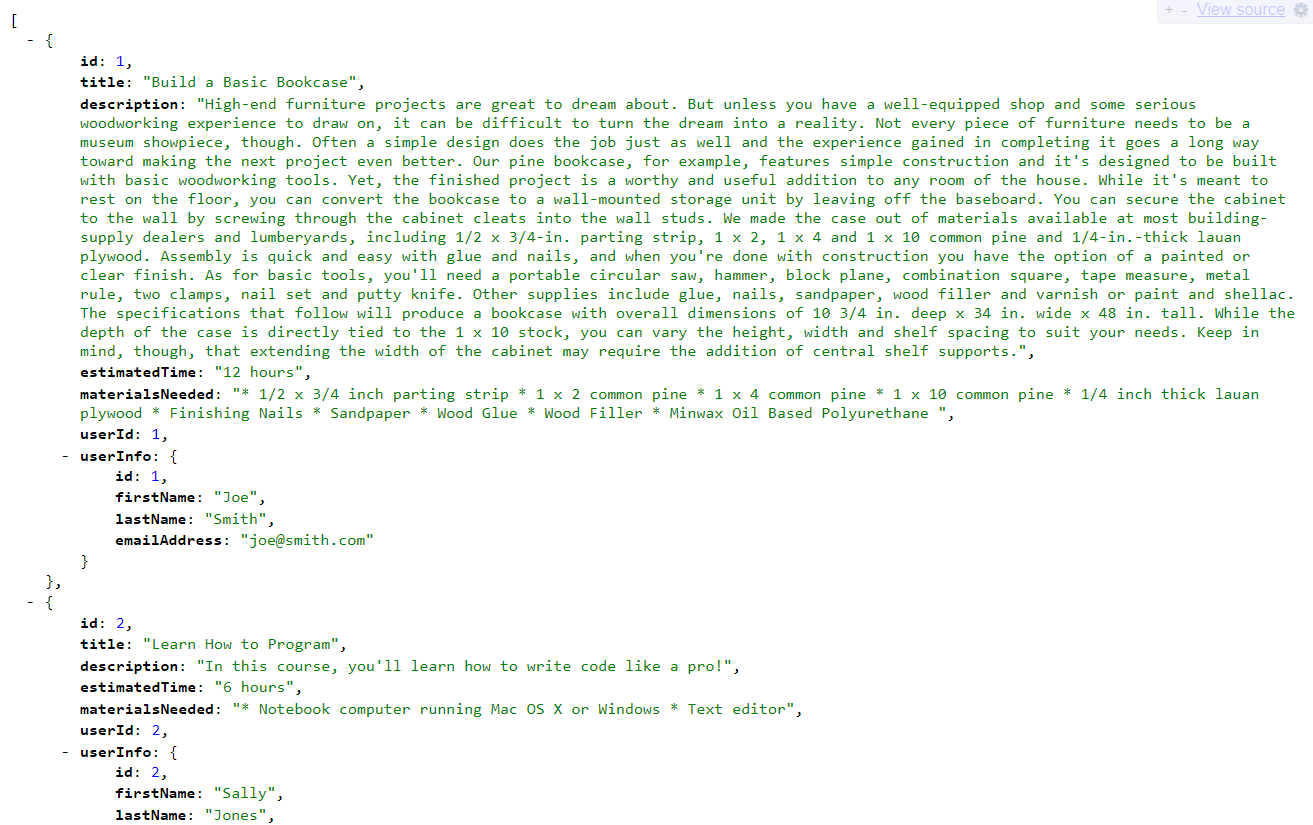 + - View source
[
- {
id: 1,
title: "Build a Basic Bookcase",
description: "High-end furniture projects are great to dream about. But unless you have a well-equipped shop and some serious
woodworking experience to draw on, it can be difficult to turn the dream into a reality. Not every piece of furniture needs to be a
museum showpiece, though. Often a simple design does the job just as well and the experience gained in completing it goes a long way
toward making the next project even better. Our pine bookcase, for example, features simple construction and it's designed to be built
with basic woodworking tools. Yet, the finished project is a worthy and useful addition to any room of the house. While it's meant to
rest on the floor, you can convert the bookcase to a wall-mounted storage unit by leaving off the baseboard. You can secure the cabinet
to the wall by screwing through the cabinet cleats into the wall studs. We made the case out of materials available at most building-
supply dealers and lumberyards, including 1/2 x 3/4-in. parting strip, 1 x 2, 1 x 4 and 1 x 10 common pine and 1/4-in.-thick lauan
plywood. Assembly is quick and easy with glue and nails, and when you're done with construction you have the option of a painted or
clear finish. As for basic tools, you'll need a portable circular saw, hammer, block plane, combination square, tape measure, metal
rule, two clamps, nail set and putty knife. Other supplies include glue, nails, sandpaper, wood filler and varnish or paint and shellac.
The specifications that follow will produce a bookcase with overall dimensions of 10 3/4 in. deep x 34 in. wide x 48 in. tall. While the
depth of the case is directly tied to the 1 x 10 stock, you can vary the height, width and shelf spacing to suit your needs. Keep in
mind, though, that extending the width of the cabinet may require the addition of central shelf supports.",
estimatedTime: "12 hours",
materialsNeeded: "* 1/2 x 3/4 inch parting strip * 1 x 2 common pine * 1 x 4 common pine * 1 x 10 common pine * 1/4 inch thick lauan
plywood * Finishing Nails * Sandpaper * Wood Glue * Wood Filler * Minwax Oil Based Polyurethane ",
userId: 1,
- userInfo: {
id: 1,
firstName: "Joe",
lastName: "Smith",
emailAddress: "joe@smith.com"
}
},
- {
id: 2,
title: "Learn How to Program",
description: "In this course, you'll learn how to write code like a pro!",
estimatedTime: "6 hours",
materialsNeeded: "* Notebook computer running Mac OS X or Windows * Text editor",
userId: 2,
- userInfo: {
id: 2,
firstName: "Sally",
lastName: "Jones",